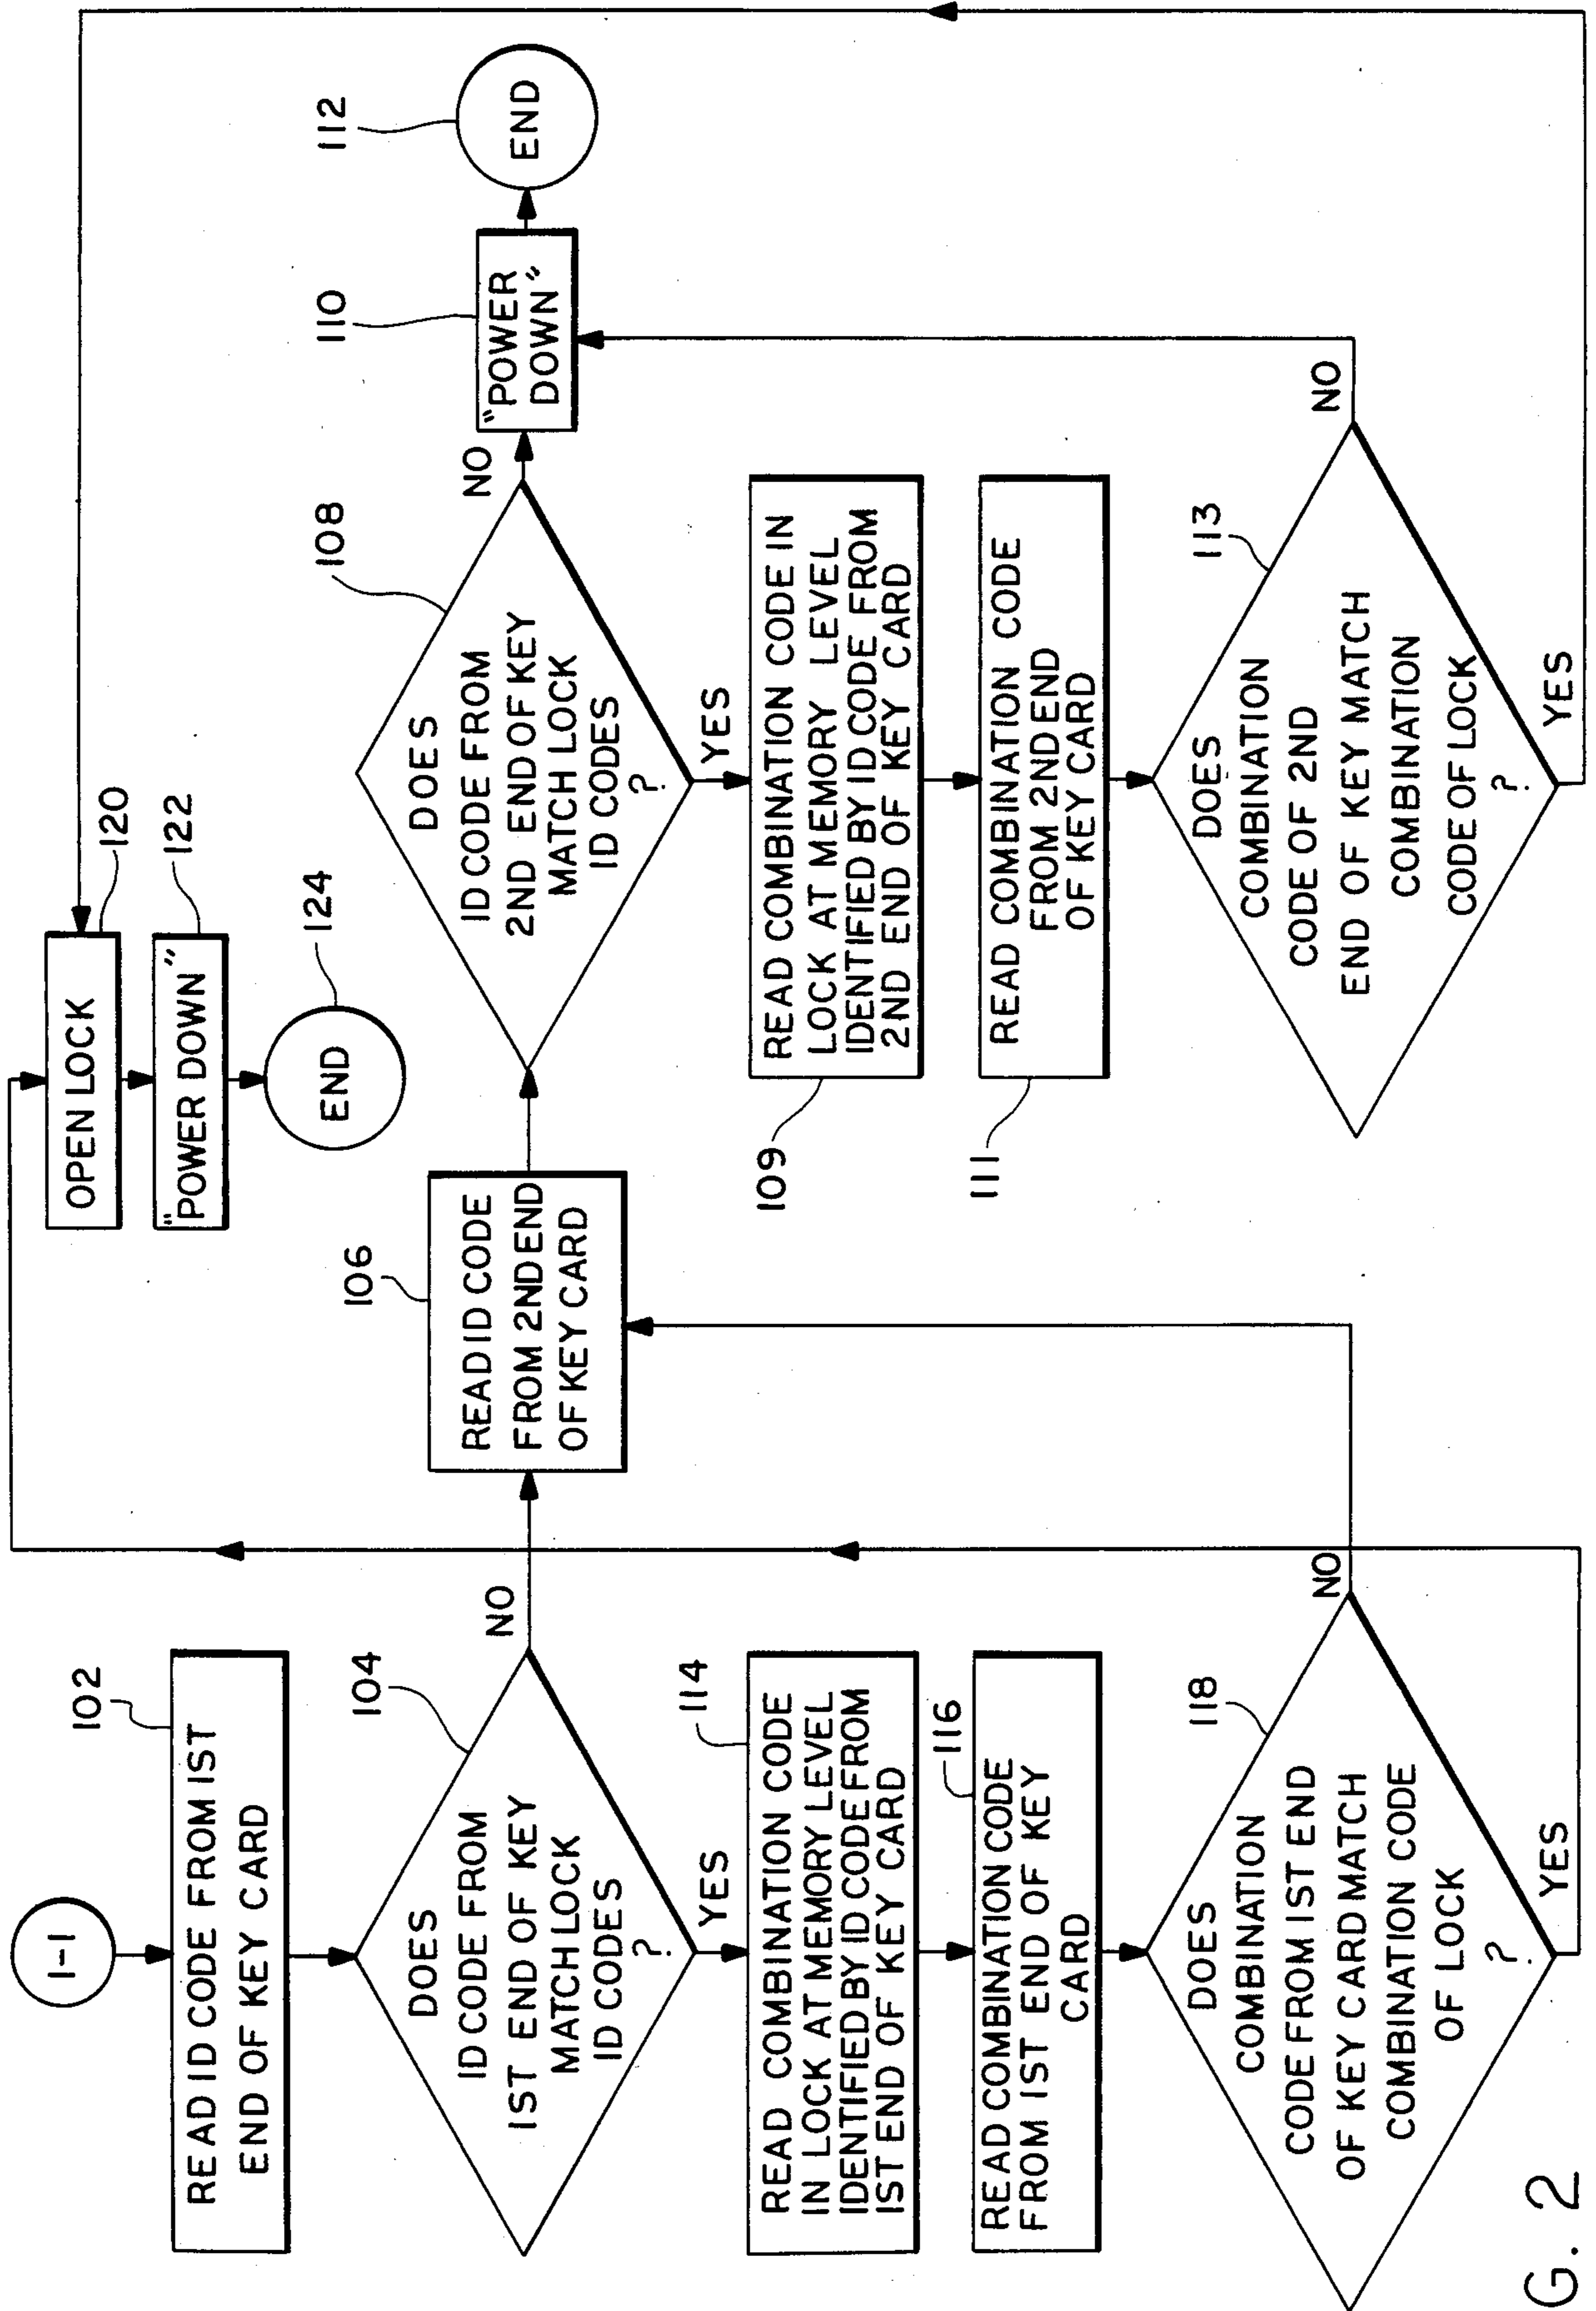 1-1
102
READ ID CODE FROM 1ST
END OF KEY CARD
104
DOES
ID CODE FROM
1ST END OF KEY
MATCH LOCK
ID CODES
?
NO
YES
114
READ COMBINATION CODE
IN LOCK AT MEMORY LEVEL
IDENTIFIED BY ID CODE FROM
1ST END OF KEY CARD
116
READ COMBINATION CODE
FROM 1ST END OF KEY
CARD
118
DOES
COMBINATION
CODE FROM 1ST END
OF KEY CARD MATCH
COMBINATION CODE
OF LOCK
?
NO
YES
106
READ ID CODE
FROM 2ND END
OF KEY CARD
OPEN LOCK
120
"POWER DOWN"
122
END
124
108
DOES
ID CODE FROM
2ND END OF KEY
MATCH LOCK
ID CODES
?
NO
YES
"POWER
DOWN"
110
END
112
109
READ COMBINATION CODE IN
LOCK AT MEMORY LEVEL
IDENTIFIED BY ID CODE FROM
2ND END OF KEY CARD
111
READ COMBINATION CODE
FROM 2ND END
OF KEY CARD
113
DOES
COMBINATION
CODE OF 2ND
END OF KEY MATCH
COMBINATION
CODE OF LOCK
?
NO
YES
G. 2